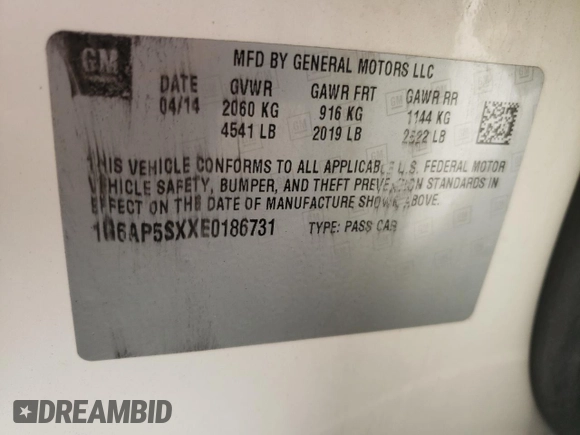 GM
MFD BY GENERAL MOTORS LLC
DATE GVWR GAWR FRT GAWR RR
04/14 2060 KG 916 KG 1144 KG
4541 LB 2019 LB 2522 LB
THIS VEHICLE CONFORMS TO ALL APPLICABLE U.S. FEDERAL MOTOR
VEHICLE SAFETY, BUMPER, AND THEFT PREVENTION STANDARDS IN
EFFECT ON THE DATE OF MANUFACTURE SHOWN ABOVE.
1G6AP5SXXE0186731 TYPE: PASS CAR
DREAMBID